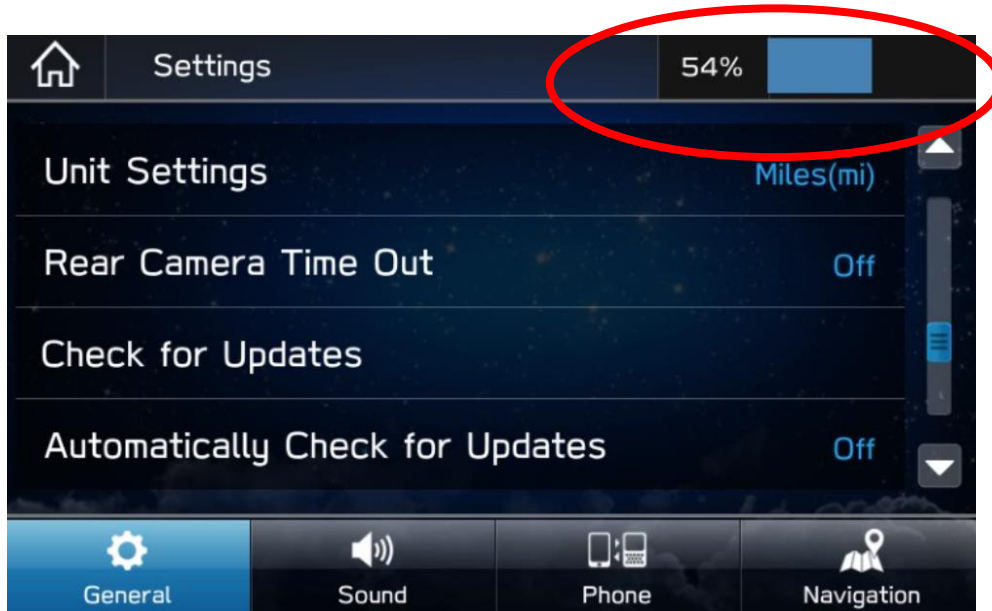 Settings 54%
Unit Settings Miles(mi)
Rear Camera Time Out Off
Check for Updates
Automatically Check for Updates Off
General Sound Phone Navigation